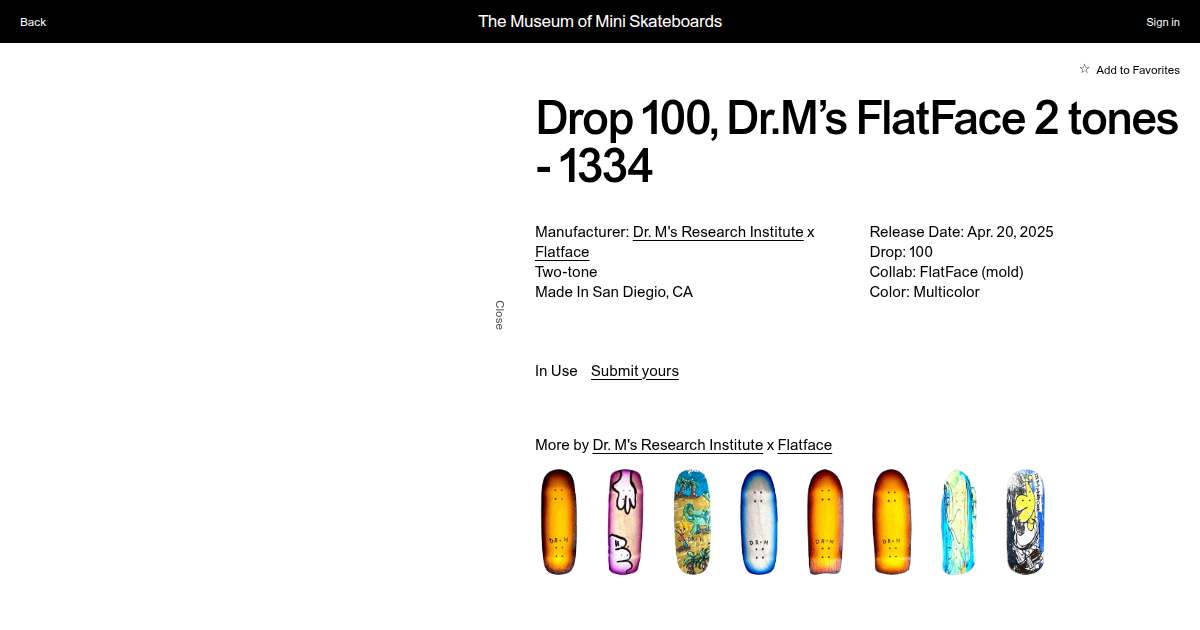 Back
The Museum of Mini Skateboards
Sign in
☆ Add to Favorites
Drop 100, Dr.M’s FlatFace 2 tones
- 1334
Manufacturer: Dr. M's Research Institute x
Flatface
Two-tone
Made In San Diegio, CA
Release Date: Apr. 20, 2025
Drop: 100
Collab: FlatFace (mold)
Color: Multicolor
Close
In Use Submit yours
More by Dr. M's Research Institute x Flatface